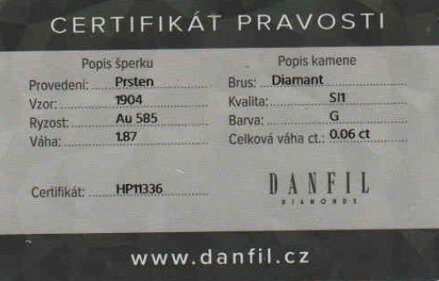 CERTIFIKÁT PRAVOSTI
Popis šperku
Provedení: Prsten
Vzor: 1904
Ryzost: Au 585
Váha: 1.87
Popis kamene
Brus: Diamant
Kvalita: SI1
Barva: G
Celková váha ct.: 0.06 ct
Certifikát: HP11336
DANFIL
DIAMONDS
www.danfil.cz